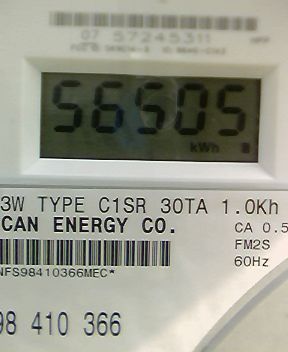 07 57245311
56505
kWh
3W TYPE C1SR 30TA 1.0Kh
CAN ENERGY CO.
CA 0.5
FM2S
60Hz
NFS98410366MEC*
98 410 366